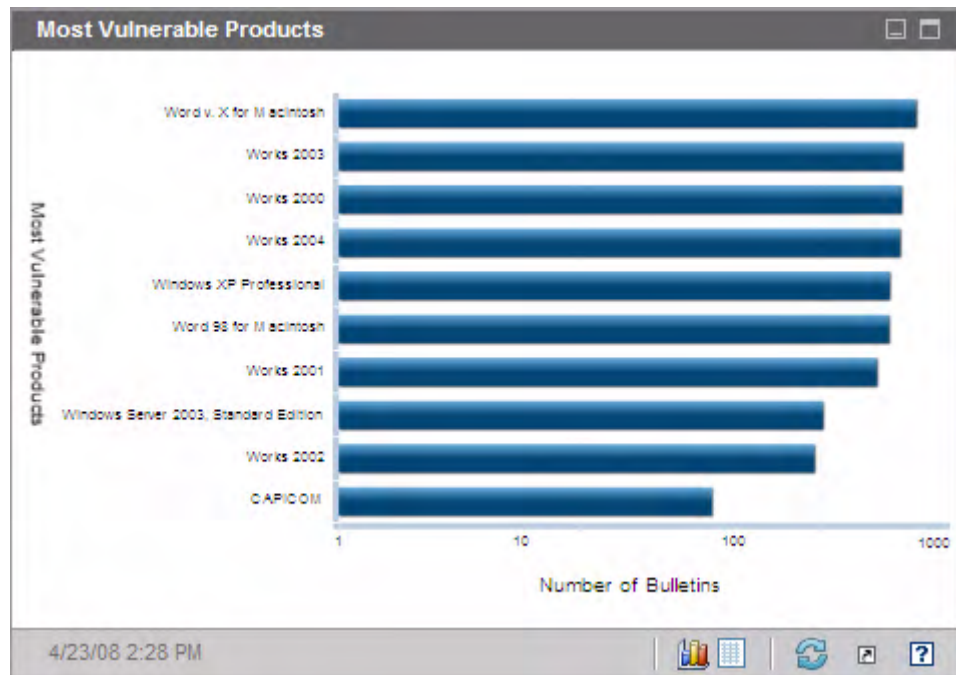 Most Vulnerable Products
Most Vulnerable Products
Word v. X for Macintosh
Works 2003
Works 2000
Works 2004
Windows XP Professional
Word 98 for Macintosh
Works 2001
Windows Server 2003, Standard Edition
Works 2002
CAPICOM
1 10 100 1000
Number of Bulletins
4/23/08 2:28 PM
?